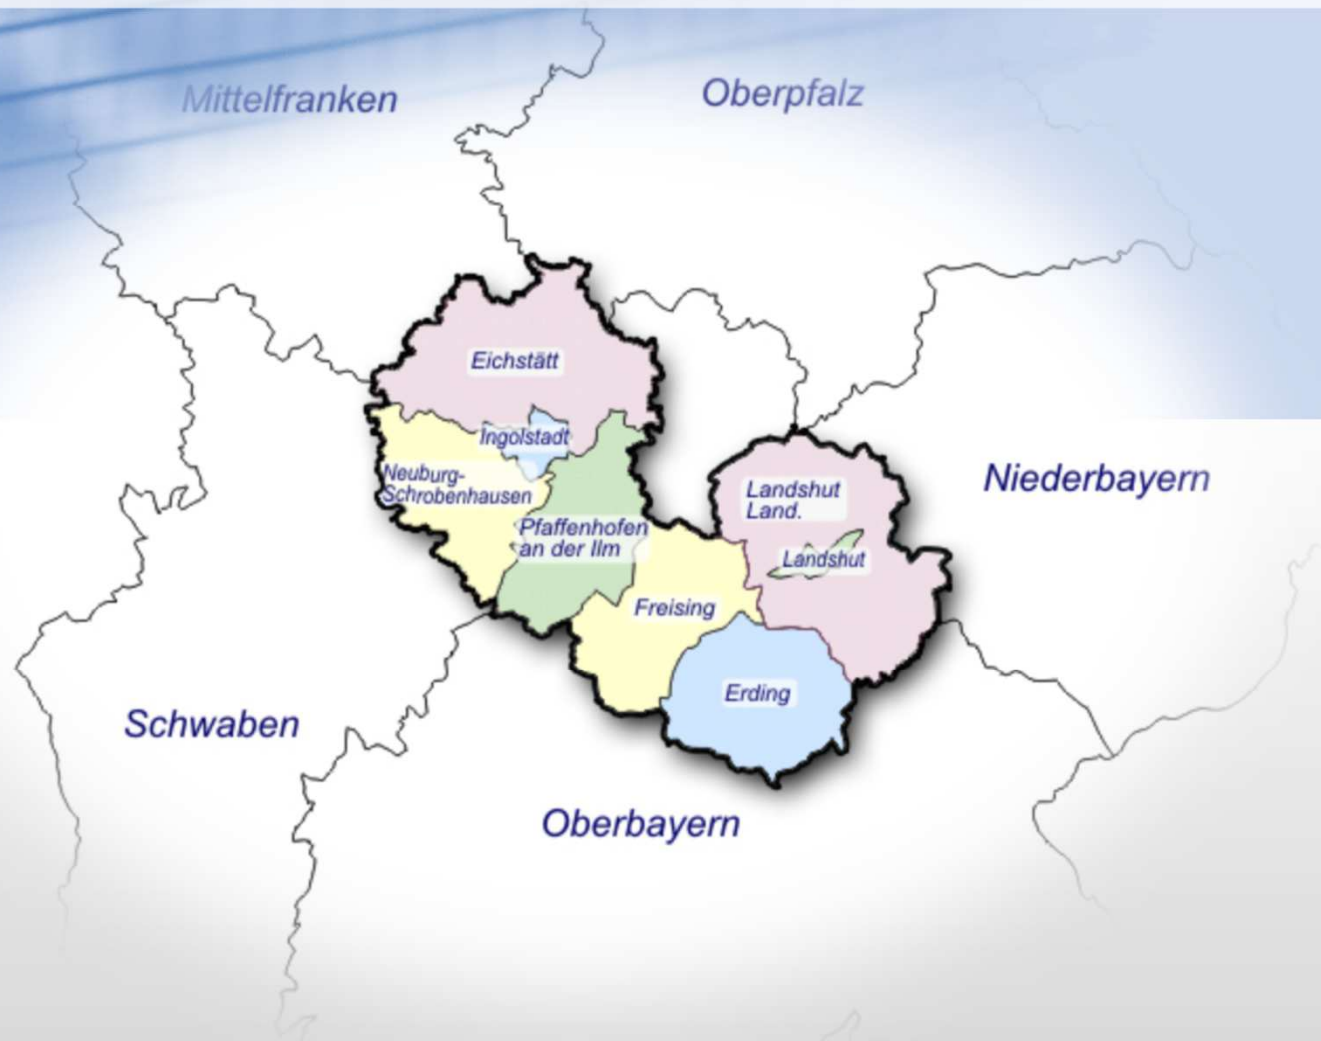 Mittelfranken
Oberpfalz
Eichstätt
Ingolstadt
Neuburg-
Schrobenhausen
Pfaffenhofen
an der Ilm
Landshut
Land.
Landshut
Niederbayern
Freising
Erding
Schwaben
Oberbayern